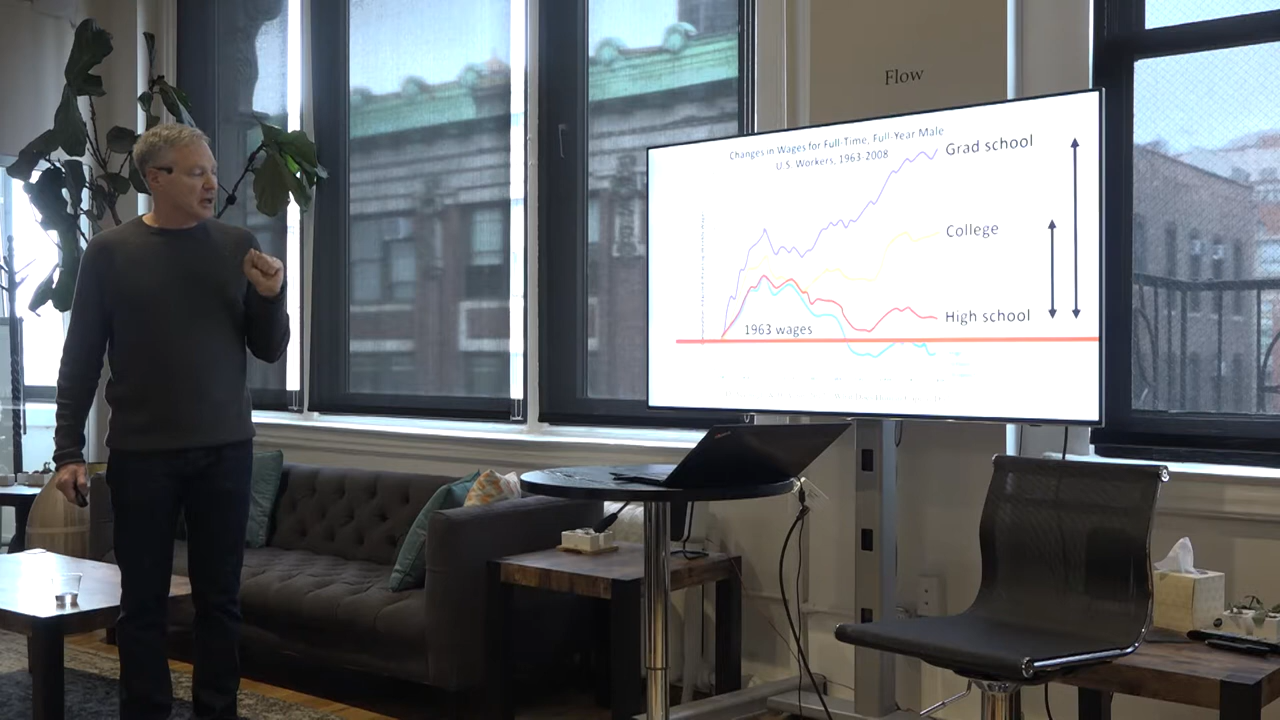 Flow
Changes in Wages for Full-Time, Full-Year Male
U.S. Workers, 1963-2008
Grad school
College
High school
1963 wages